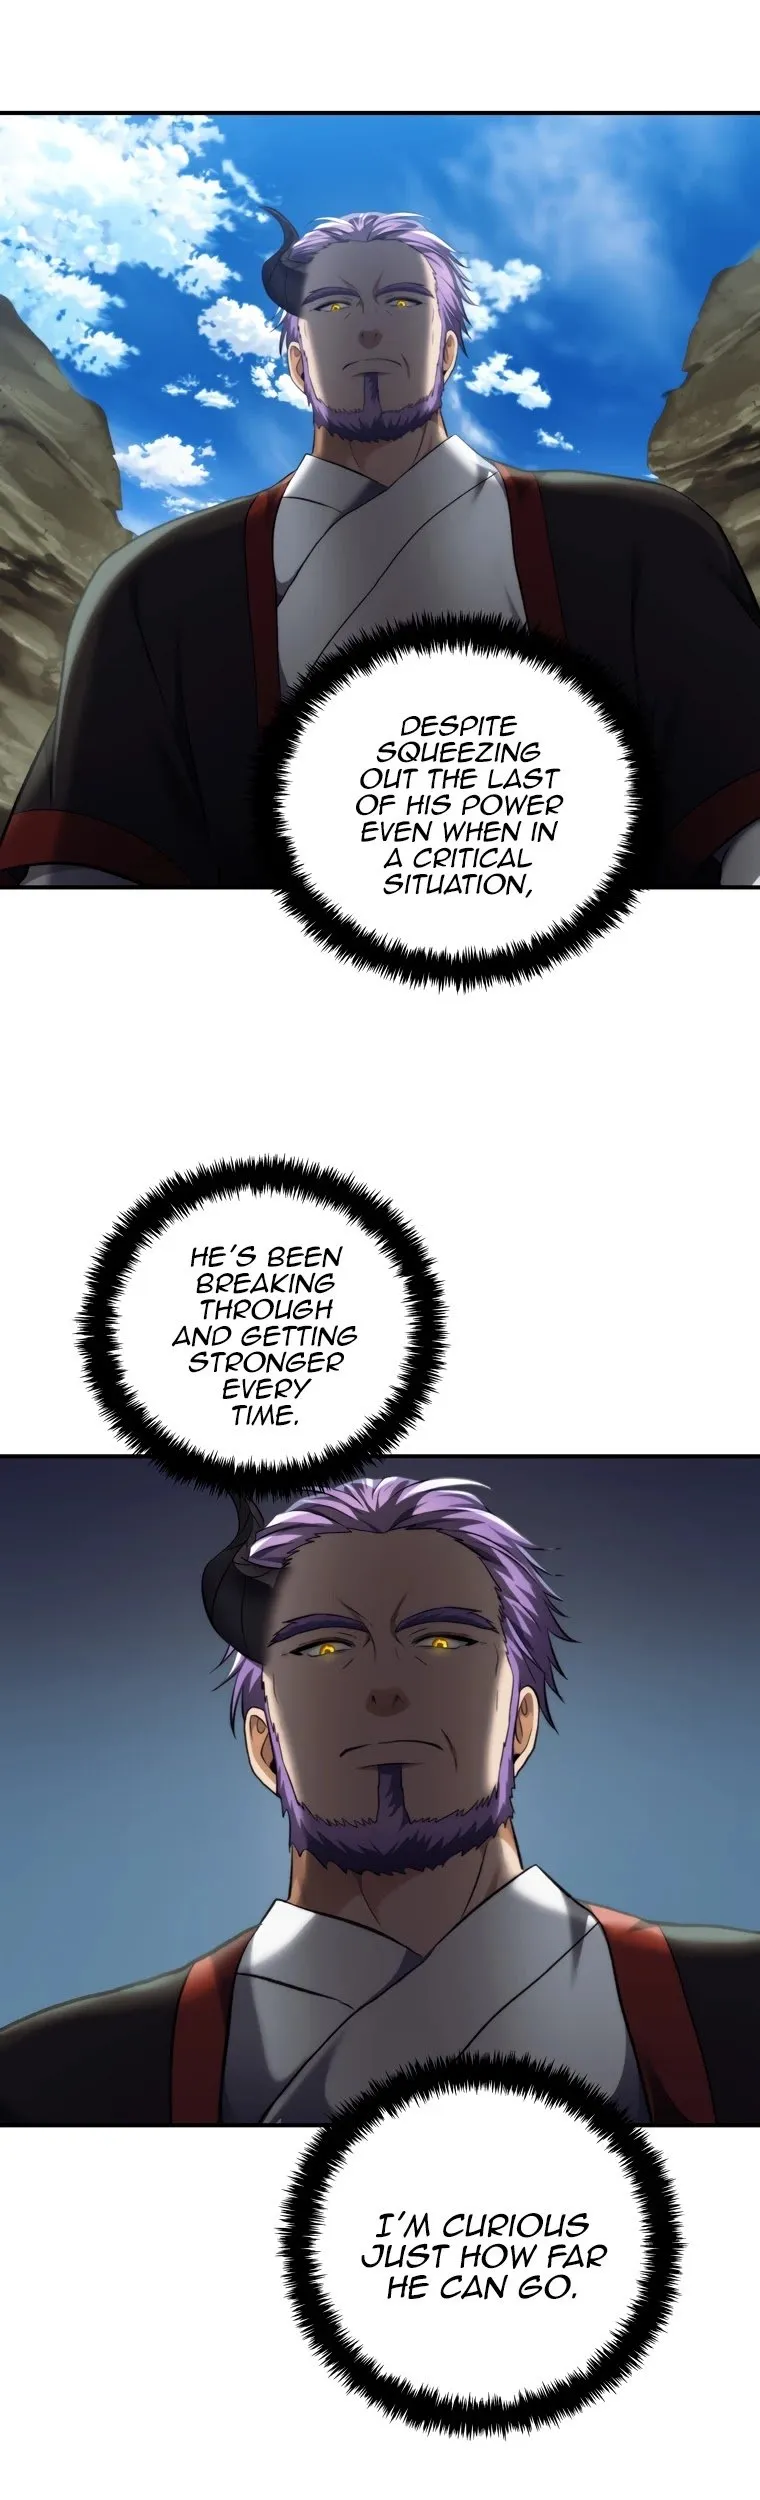 DESPITE
SQUEEZING
OUT THE LAST
OF HIS POWER
EVEN WHEN IN
A CRITICAL
SITUATION,
HE'S BEEN
BREAKING
THROUGH
AND GETTING
STRONGER
EVERY
TIME.
I'M CURIOUS
JUST HOW FAR
HE CAN GO.